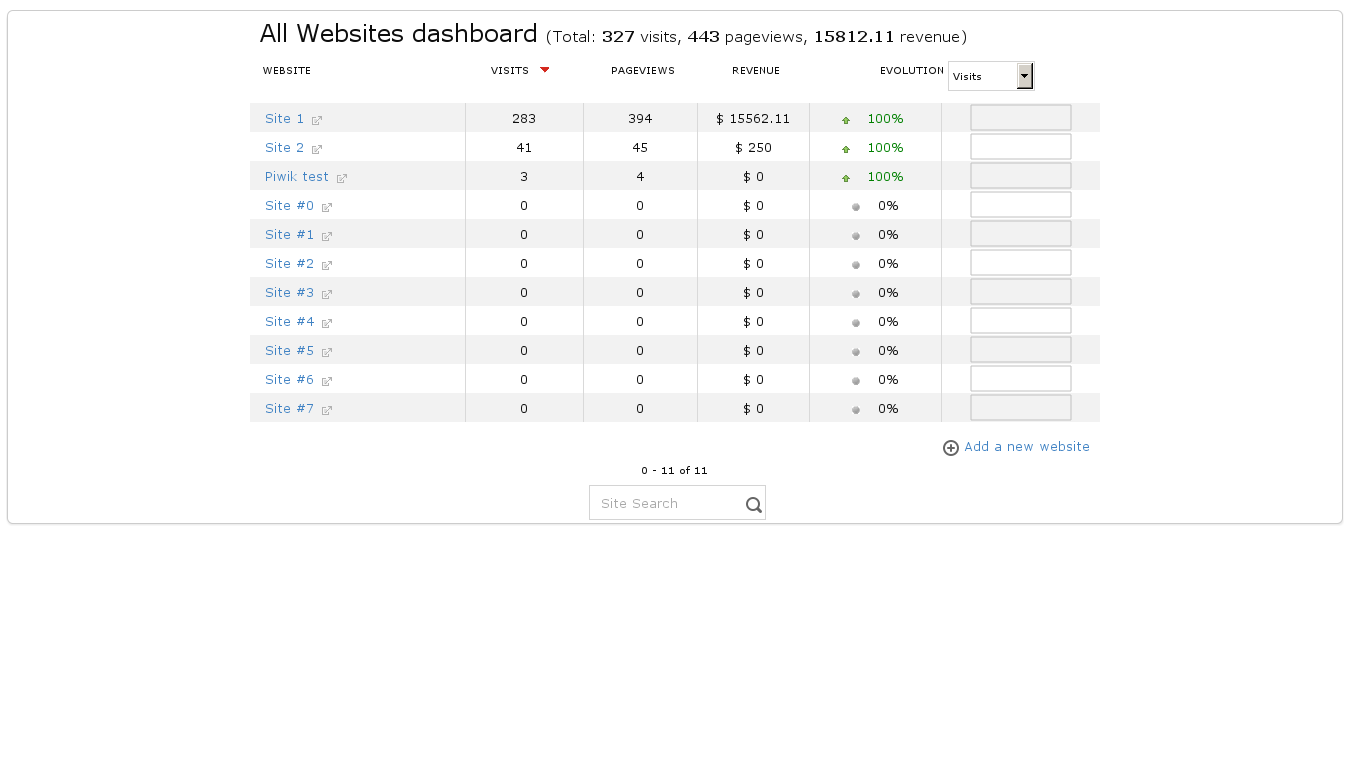 All Websites dashboard (Total: 327 visits, 443 pageviews, 15812.11 revenue)
WEBSITE VISITS PAGEVIEWS REVENUE EVOLUTION Visits
Site 1 283 394 $ 15562.11 100%
Site 2 41 45 $ 250 100%
Piwik test 3 4 $ 0 100%
Site #0 0 0 $ 0 0%
Site #1 0 0 $ 0 0%
Site #2 0 0 $ 0 0%
Site #3 0 0 $ 0 0%
Site #4 0 0 $ 0 0%
Site #5 0 0 $ 0 0%
Site #6 0 0 $ 0 0%
Site #7 0 0 $ 0 0%
Add a new website
0 - 11 of 11
Site Search